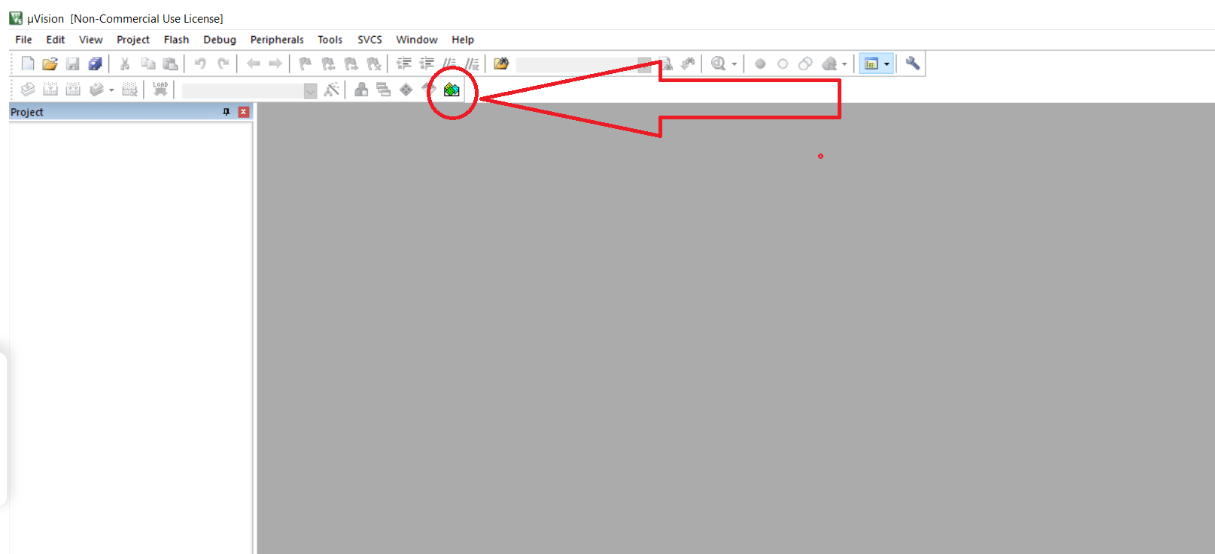 µVision [Non-Commercial Use License]
File Edit View Project Flash Debug Peripherals Tools SVCS Window Help
LOAD
Project